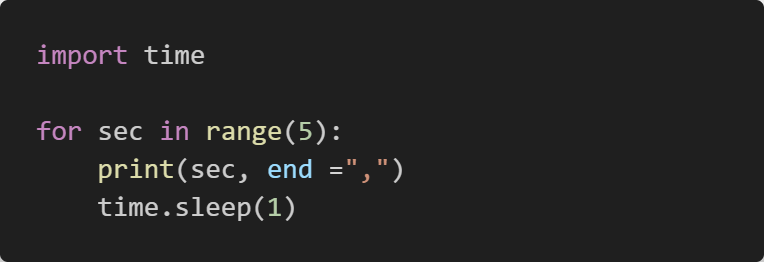 import time
for sec in range(5):
    print(sec, end =",")
    time.sleep(1)